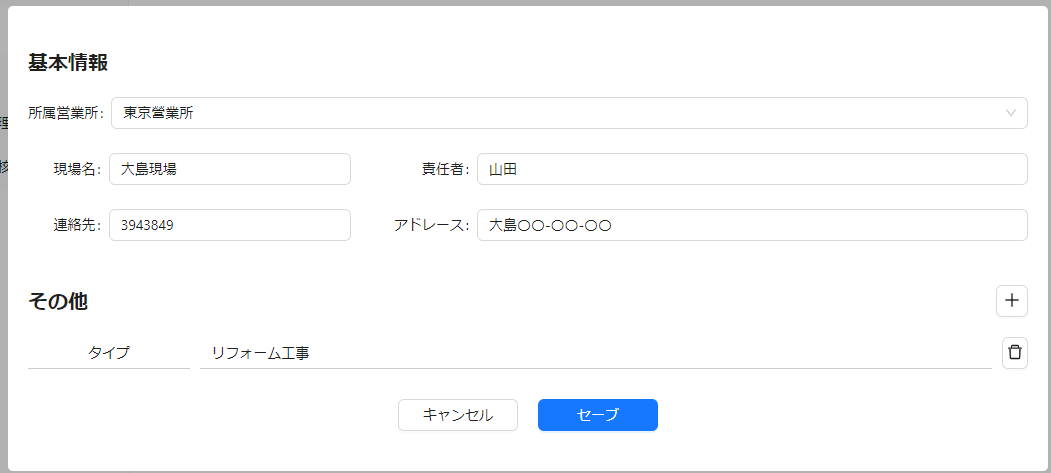 基本情報
所属営業所: 東京営業所
現場名: 大島現場 責任者: 山田
連絡先: 3943849 アドレース: 大島〇〇-〇〇-〇〇
その他
タイプ リフォーム工事
キャンセル セーブ